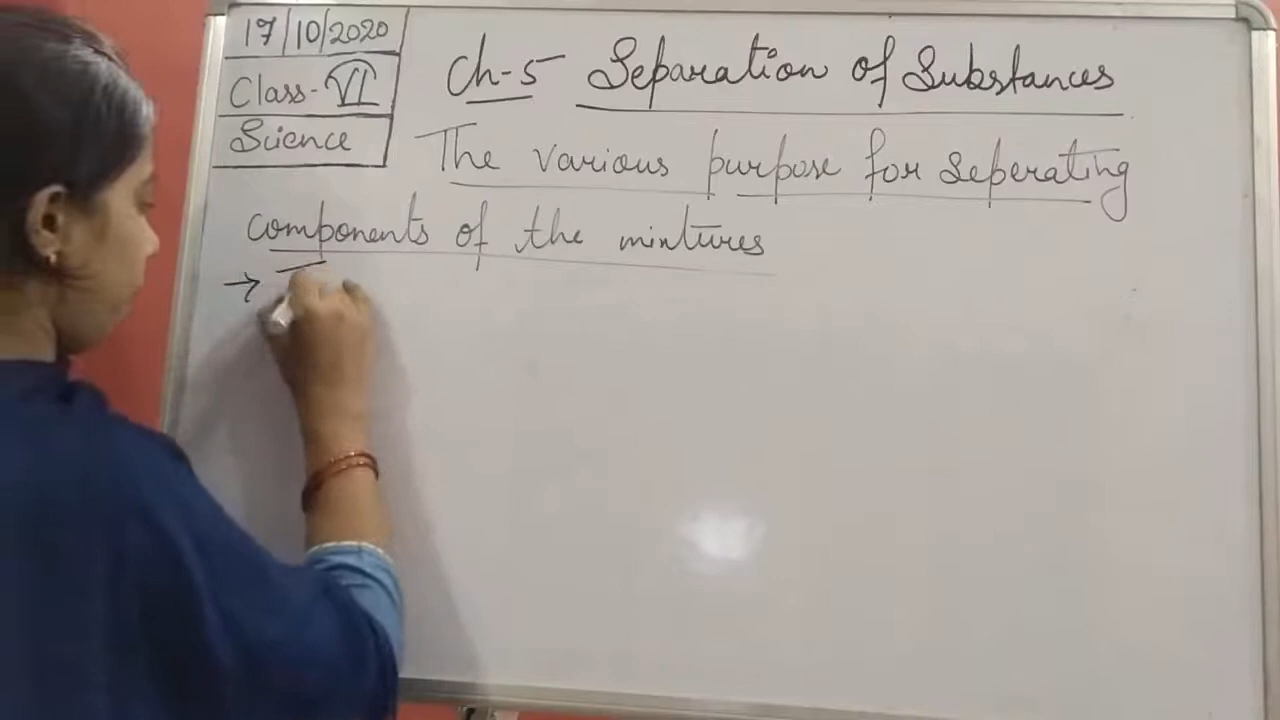 17/10/2020
Class-VI
Science
Ch-5 Separation of Substances
The various purpose for seperating
components of the mixtures
→